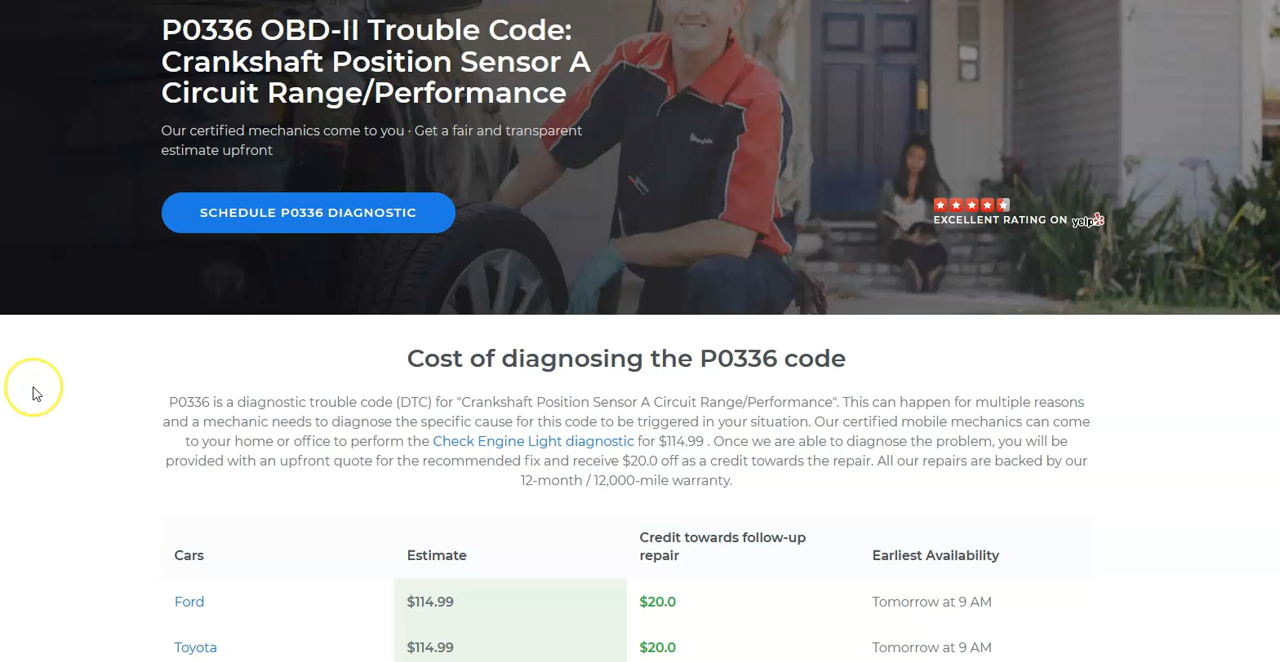 P0336 OBD-II Trouble Code:
Crankshaft Position Sensor A
Circuit Range/Performance
Our certified mechanics come to you · Get a fair and transparent
estimate upfront
SCHEDULE P0336 DIAGNOSTIC
EXCELLENT RATING ON yelp
Cost of diagnosing the P0336 code
P0336 is a diagnostic trouble code (DTC) for "Crankshaft Position Sensor A Circuit Range/Performance". This can happen for multiple reasons
and a mechanic needs to diagnose the specific cause for this code to be triggered in your situation. Our certified mobile mechanics can come
to your home or office to perform the Check Engine Light diagnostic for $114.99 . Once we are able to diagnose the problem, you will be
provided with an upfront quote for the recommended fix and receive $20.0 off as a credit towards the repair. All our repairs are backed by our
12-month / 12,000-mile warranty.
Cars Estimate Credit towards follow-up repair Earliest Availability
Ford $114.99 $20.0 Tomorrow at 9 AM
Toyota $114.99 $20.0 Tomorrow at 9 AM